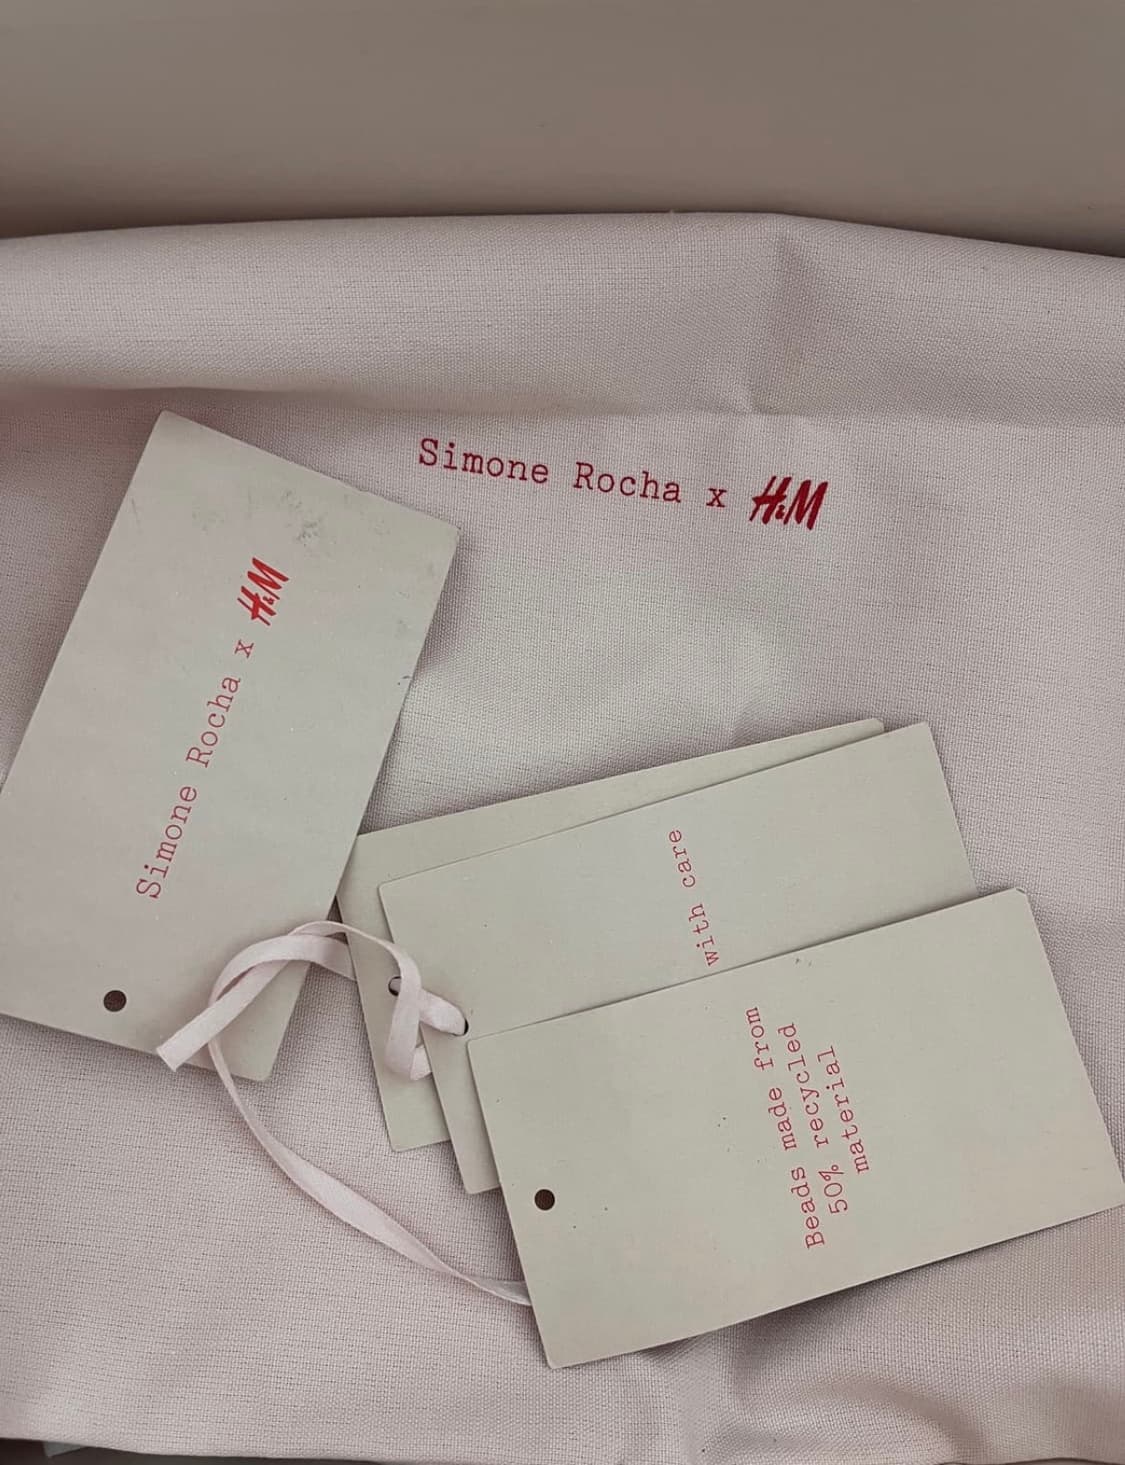 Simone Rocha x H&M
Simone Rocha x H&M
with care
Beads made from
50% recycled
material